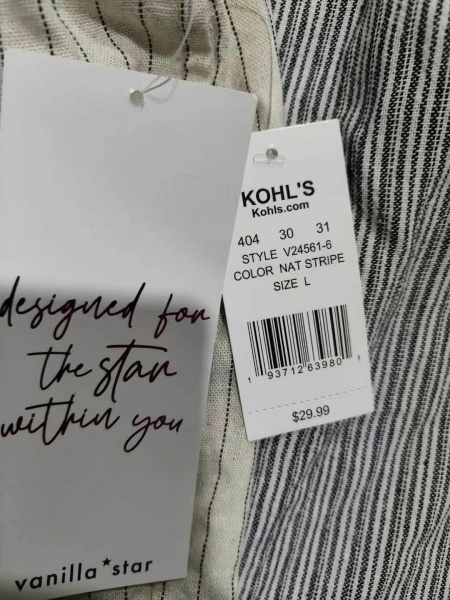 designed for
the star
within you
vanilla*star
KOHL'S
Kohls.com
404 30 31
STYLE V24561-6
COLOR NAT STRIPE
SIZE L
1 93712 63980 1
$29.99